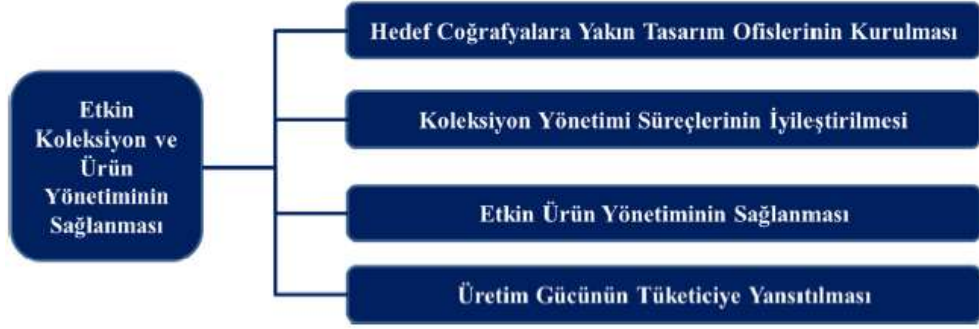 Etkin
Koleksiyon ve
Ürün
Yönetiminin
Sağlanması
Hedef Coğrafyalara Yakın Tasarım Ofislerinin Kurulması
Koleksiyon Yönetimi Süreçlerinin İyileştirilmesi
Etkin Ürün Yönetiminin Sağlanması
Üretim Gücünün Tüketiciye Yansıtılması